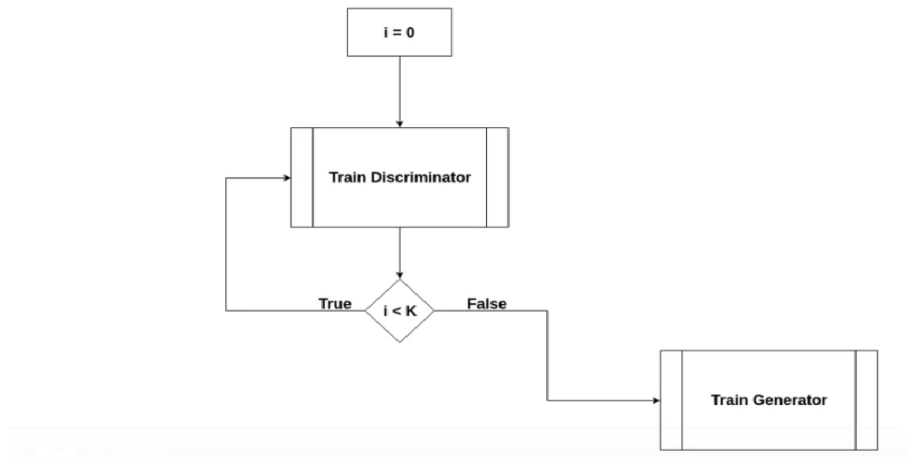 i = 0
Train Discriminator
True
i < K
False
Train Generator